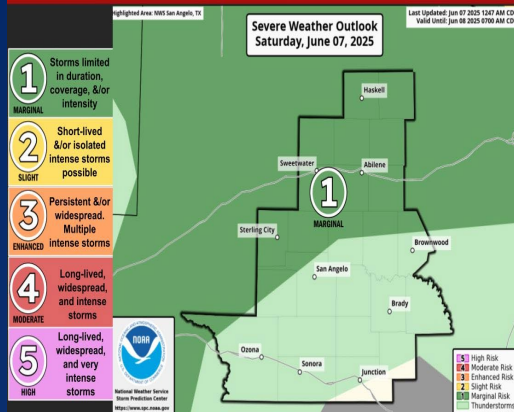 Highlighted Area: NWS San Angelo, TX
Severe Weather Outlook
Saturday, June 07, 2025
Last Updated: Jun 07 2025 1247 AM CD
Valid Until: Jun 08 2025 0700 AM CD
1
MARGINAL
Storms limited
in duration,
coverage, &/or
intensity
2
SLIGHT
Short-lived
&/or isolated
intense storms
possible
3
ENHANCED
Persistent &/or
widespread.
Multiple
intense storms
4
MODERATE
Long-lived,
widespread,
and intense
storms
5
HIGH
Long-lived,
widespread,
and very
intense
storms
Haskell
Sweetwater
Abilene
1
MARGINAL
Sterling City
Brownwood
San Angelo
Brady
Ozona
Sonora
Junction
NOAA
National Weather Service
Storm Prediction Center
https://www.spc.noaa.gov
5 High Risk
4 Moderate Risk
3 Enhanced Risk
2 Slight Risk
1 Marginal Risk
Thunderstorms